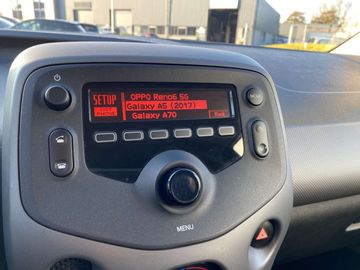 SETUP
OPPO Reno6 5G
Galaxy A5 (2017)
Galaxy A70
Back
MENU